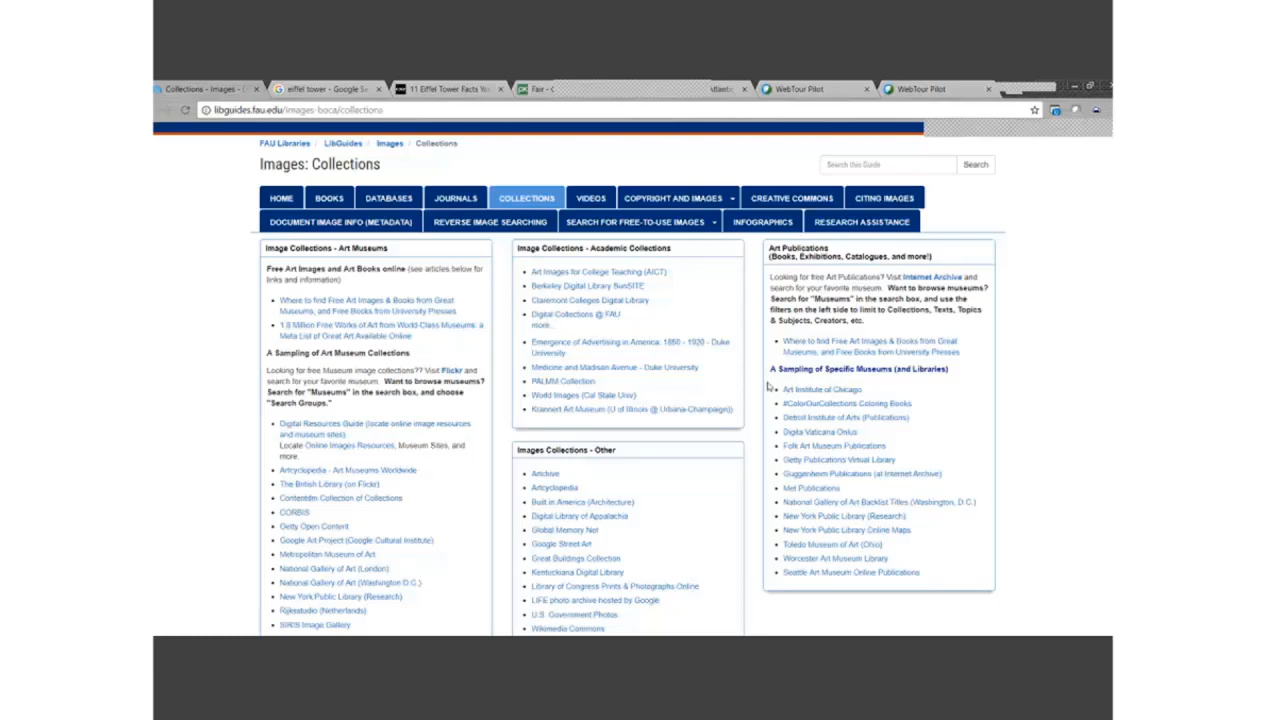 Collections - Images - (
eiffel tower - Google Se
11 Eiffel Tower Facts You
Fair - C
Atlantic
WebTour Pilot
WebTour Pilot
libguides.fau.edu/images-boca/collections
FAU Libraries / LibGuides / Images / Collections
Images: Collections
Search this Guide
Search
HOME
BOOKS
DATABASES
JOURNALS
COLLECTIONS
VIDEOS
COPYRIGHT AND IMAGES
CREATIVE COMMONS
CITING IMAGES
DOCUMENT IMAGE INFO (METADATA)
REVERSE IMAGE SEARCHING
SEARCH FOR FREE-TO-USE IMAGES
INFOGRAPHICS
RESEARCH ASSISTANCE
Image Collections - Art Museums
Free Art Images and Art Books online (see articles below for
links and information)
Where to find Free Art Images & Books from Great
Museums, and Free Books from University Presses
1.8 Million Free Works of Art from World-Class Museums: a
Meta List of Great Art Available Online
A Sampling of Art Museum Collections
Looking for free Museum image collections?? Visit Flickr and
search for your favorite museum. Want to browse museums?
Search for "Museums" in the search box, and choose
"Search Groups."
Digital Resources Guide (locate online image resources
and museum sites)
Locate Online Images Resources, Museum Sites, and
more.
Artcyclopedia - Art Museums Worldwide
The British Library (on Flickr)
Contentdm Collection of Collections
CORBIS
Getty Open Content
Google Art Project (Google Cultural Institute)
Metropolitan Museum of Art
National Gallery of Art (London)
National Gallery of Art (Washington D.C.)
New York Public Library (Research)
Rijksstudio (Netherlands)
SIRIS Image Gallery
Image Collections - Academic Collections
Art Images for College Teaching (AICT)
Berkeley Digital Library SunSITE
Claremont Colleges Digital Library
Digital Collections @ FAU
more...
Emergence of Advertising in America: 1850 - 1920 - Duke
University
Medicine and Madison Avenue - Duke University
PALMM Collection
World Images (Cal State Univ)
Krannert Art Museum (U of Illinois @ Urbana-Champaign))
Images Collections - Other
Artchive
Artcyclopedia
Built in America (Architecture)
Digital Library of Appalachia
Global Memory Net
Google Street Art
Great Buildings Collection
Kentuckiana Digital Library
Library of Congress Prints & Photographs Online
LIFE photo archive hosted by Google
U.S. Government Photos
Wikimedia Commons
Art Publications
(Books, Exhibitions, Catalogues, and more!)
Looking for free Art Publications? Visit Internet Archive and
search for your favorite museum. Want to browse museums?
Search for "Museums" in the search box, and use the
filters on the left side to limit to Collections, Texts, Topics
& Subjects, Creators, etc.
Where to find Free Art Images & Books from Great
Museums, and Free Books from University Presses
A Sampling of Specific Museums (and Libraries)
Art Institute of Chicago
#ColorOurCollections Coloring Books
Detroit Institute of Arts (Publications)
Digita Vaticana Onlus
Folk Art Museum Publications
Getty Publications Virtual Library
Guggenheim Publications (at Internet Archive)
Met Publications
National Gallery of Art Backlist Titles (Washington, D.C.)
New York Public Library (Research)
New York Public Library Online Maps
Toledo Museum of Art (Ohio)
Worcester Art Museum Library
Seattle Art Museum Online Publications